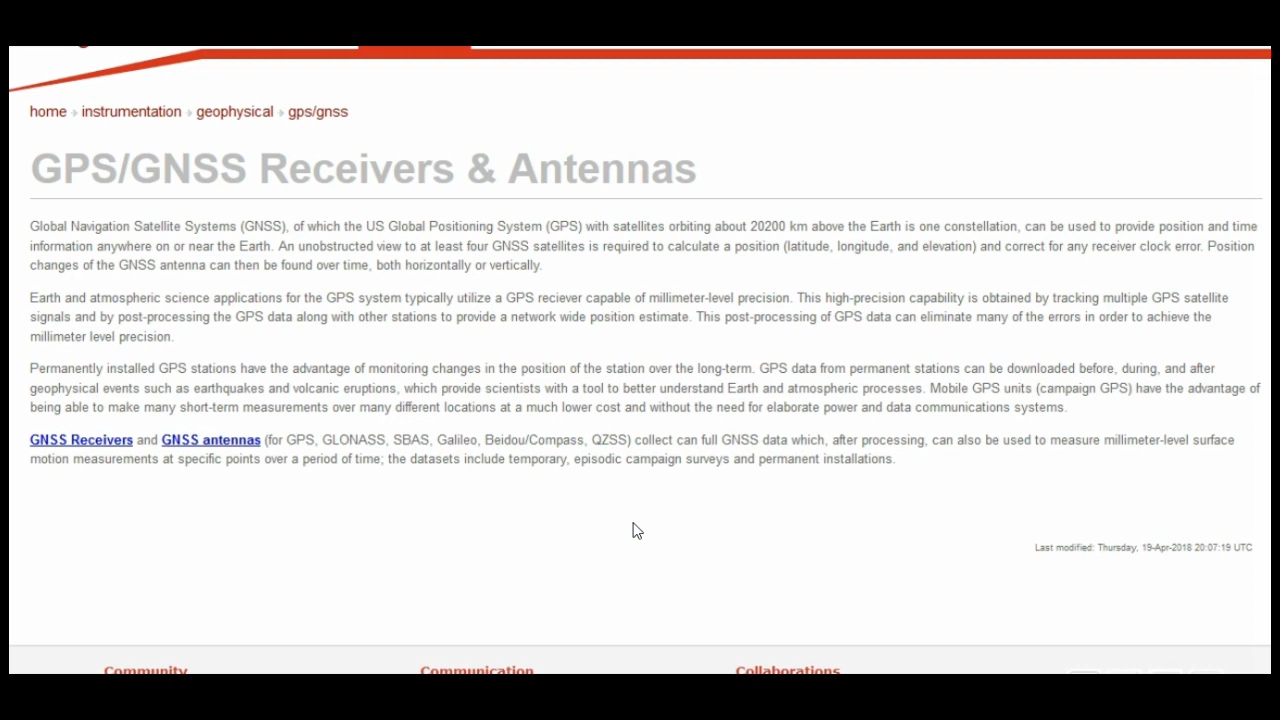 home instrumentation geophysical gps/gnss
GPS/GNSS Receivers & Antennas
Global Navigation Satellite Systems (GNSS), of which the US Global Positioning System (GPS) with satellites orbiting about 20200 km above the Earth is one constellation, can be used to provide position and time
information anywhere on or near the Earth. An unobstructed view to at least four GNSS satellites is required to calculate a position (latitude, longitude, and elevation) and correct for any receiver clock error. Position
changes of the GNSS antenna can then be found over time, both horizontally or vertically.
Earth and atmospheric science applications for the GPS system typically utilize a GPS reciever capable of millimeter-level precision. This high-precision capability is obtained by tracking multiple GPS satellite
signals and by post-processing the GPS data along with other stations to provide a network wide position estimate. This post-processing of GPS data can eliminate many of the errors in order to achieve the
millimeter level precision.
Permanently installed GPS stations have the advantage of monitoring changes in the position of the station over the long-term. GPS data from permanent stations can be downloaded before, during, and after
geophysical events such as earthquakes and volcanic eruptions, which provide scientists with a tool to better understand Earth and atmospheric processes. Mobile GPS units (campaign GPS) have the advantage of
being able to make many short-term measurements over many different locations at a much lower cost and without the need for elaborate power and data communications systems.
GNSS Receivers and GNSS antennas (for GPS, GLONASS, SBAS, Galileo, Beidou/Compass, QZSS) collect can full GNSS data which, after processing, can also be used to measure millimeter-level surface
motion measurements at specific points over a period of time; the datasets include temporary, episodic campaign surveys and permanent installations.
Last modified: Thursday, 19-Apr-2018 20:07:19 UTC
Community Communication Collaborations